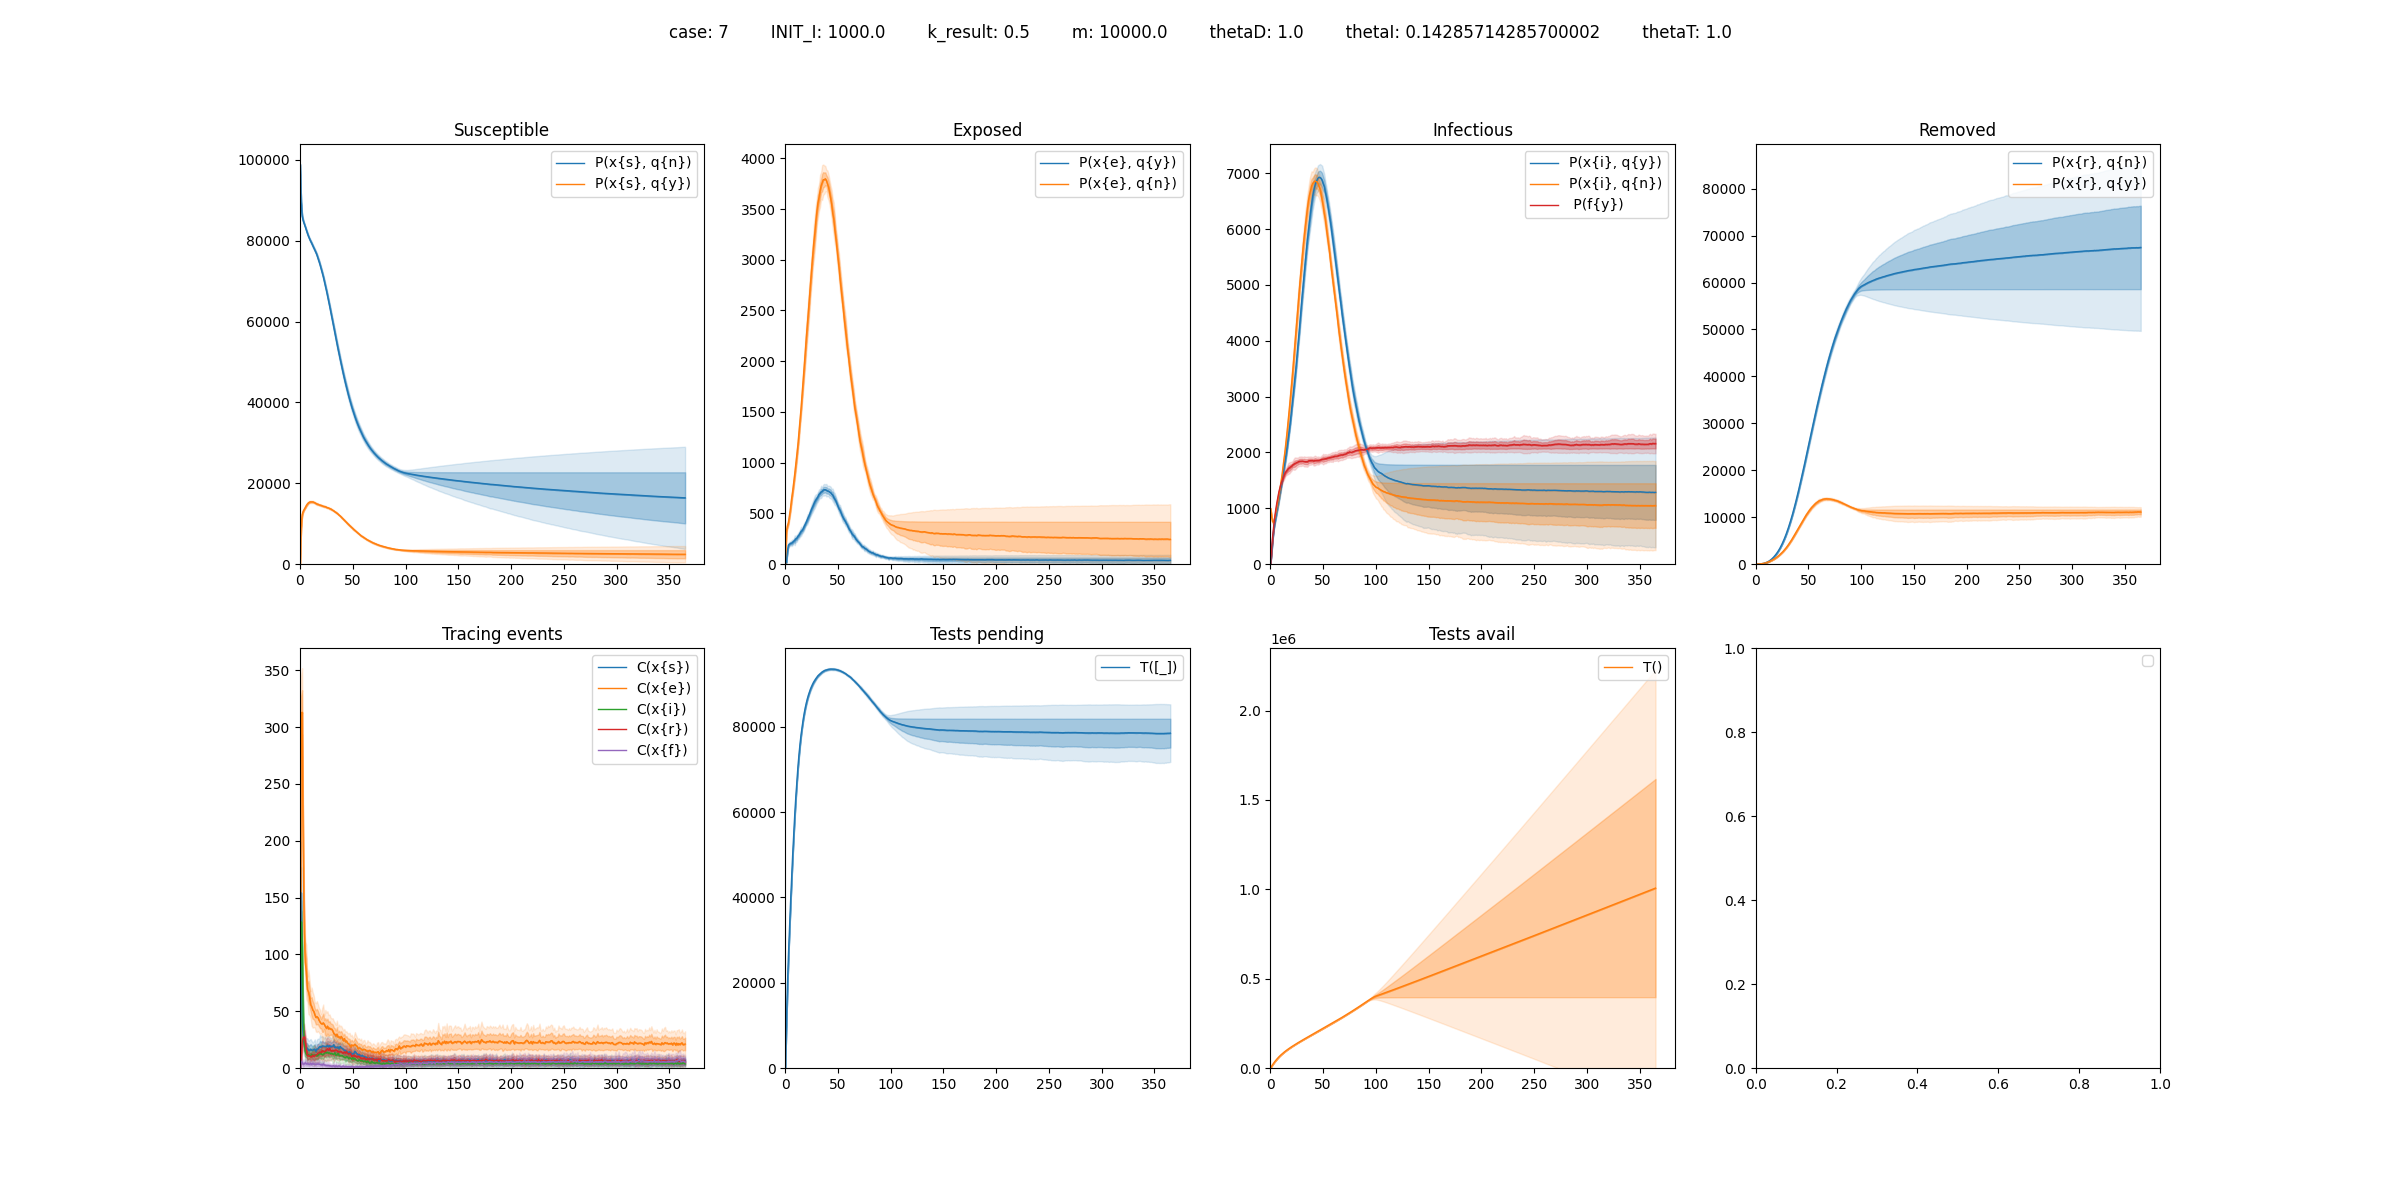 case: 7 INIT_I: 1000.0 k_result: 0.5 m: 10000.0 thetaD: 1.0 thetaI: 0.14285714285700002 thetaT: 1.0
Susceptible
100000
80000
60000
40000
20000
0
0 50 100 150 200 250 300 350
P(x{s}, q{n})
P(x{s}, q{y})
Exposed
4000
3500
3000
2500
2000
1500
1000
500
0
0 50 100 150 200 250 300 350
P(x{e}, q{y})
P(x{e}, q{n})
Infectious
7000
6000
5000
4000
3000
2000
1000
0
0 50 100 150 200 250 300 350
P(x{i}, q{y})
P(x{i}, q{n})
P(f{y})
Removed
80000
70000
60000
50000
40000
30000
20000
10000
0
0 50 100 150 200 250 300 350
P(x{r}, q{n})
P(x{r}, q{y})
Tracing events
350
300
250
200
150
100
50
0
0 50 100 150 200 250 300 350
C(x{s})
C(x{e})
C(x{i})
C(x{r})
C(x{f})
Tests pending
80000
60000
40000
20000
0
0 50 100 150 200 250 300 350
T([_])
Tests avail
1e6
2.0
1.5
1.0
0.5
0.0
0 50 100 150 200 250 300 350
T()
1.0
0.8
0.6
0.4
0.2
0.0
0.0 0.2 0.4 0.6 0.8 1.0